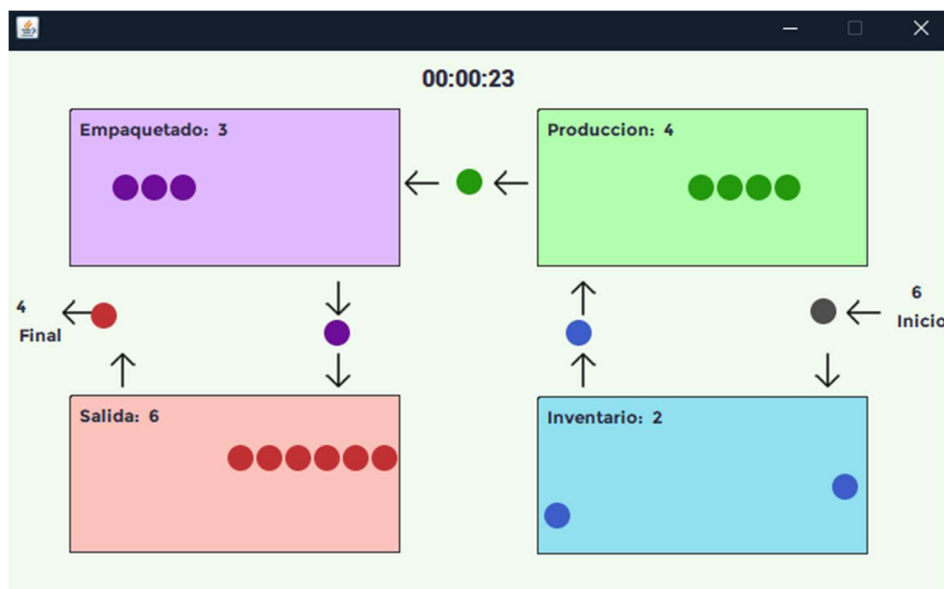 00:00:23
Empaquetado: 3
Produccion: 4
4
Final
6
Inicio
Salida: 6
Inventario: 2